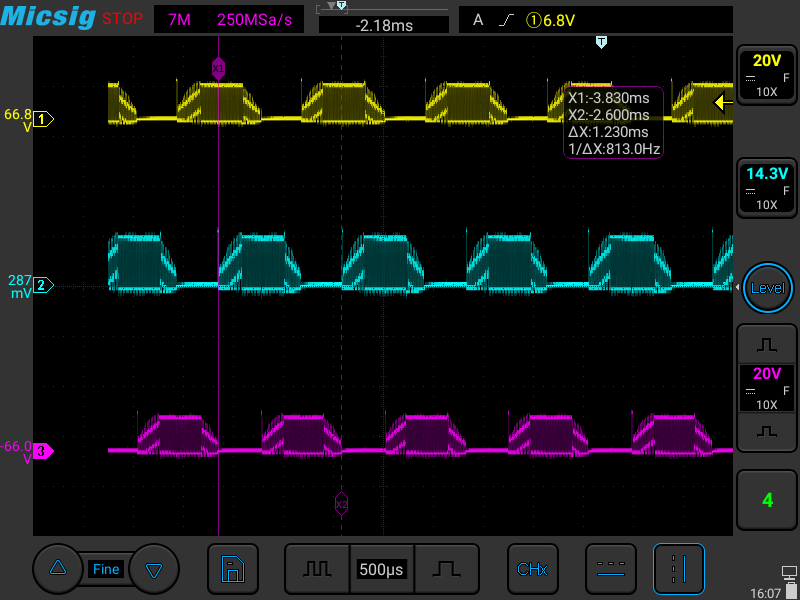 Micsig STOP 7M 250MSa/s T -2.18ms A ①6.8V
T
X1
20V
F
10X
66.8
V
1
X1:-3.830ms
X2:-2.600ms
ΔX:1.230ms
1/ΔX:813.0Hz
14.3V
F
10X
287
mV
2
Level
20V
F
10X
-66.0
V
3
X2
4
Fine
500µs
CHx
16:07